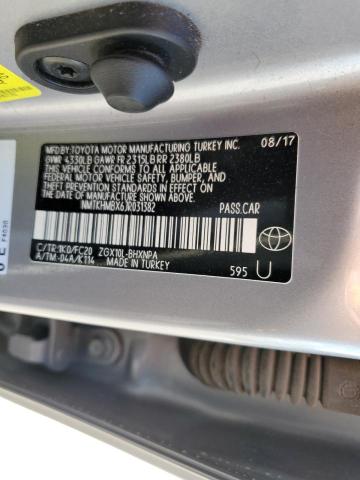 MFD.BY:TOYOTA MOTOR MANUFACTURING TURKEY INC. 08/17
GVWR 4330LB GAWR FR 2315LB RR 2380LB
THIS VEHICLE CONFORMS TO ALL APPLICABLE
FEDERAL MOTOR VEHICLE SAFETY, BUMPER, AND
THEFT PREVENTION STANDARDS IN EFFECT ON
THE DATE OF MANUFACTURE SHOWN ABOVE.
NMTKHMBX6JR031382 PASS.CAR
C/TR:1K0/FC20 ZGX10L-BHXNPA
A/TM:-04A/K114 MADE IN TURKEY
595 U